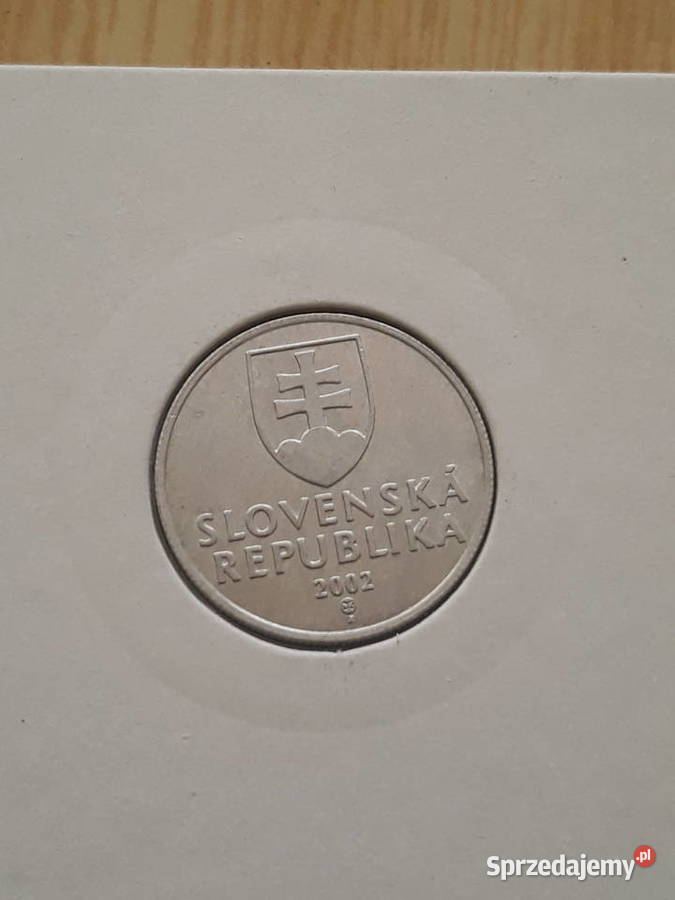 SLOVENSKÁ
REPUBLIKA
2002
Sprzedajemy.pl